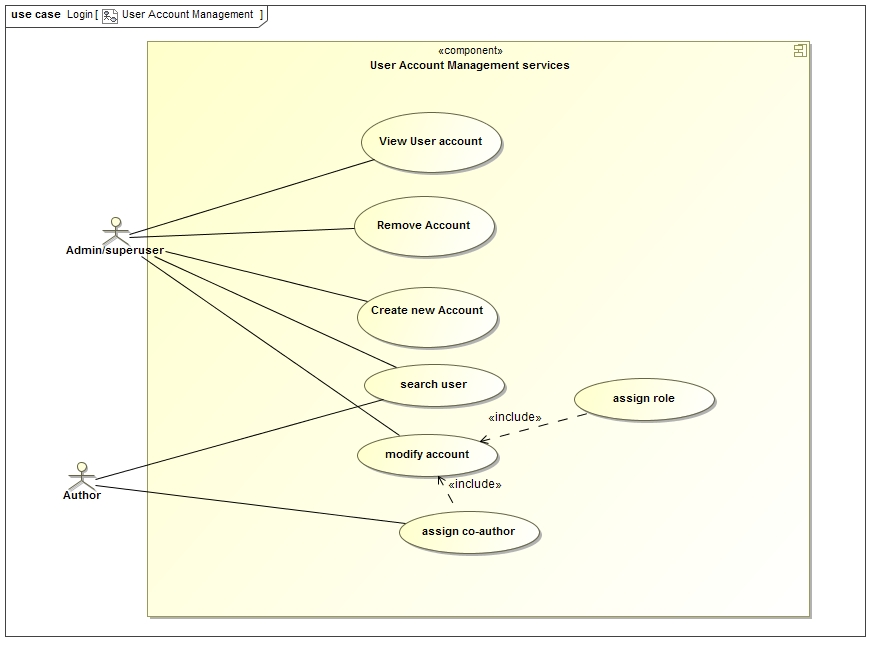 use case Login [ User Account Management ]
«component»
User Account Management services
View User account
Remove Account
Admin/superuser
Create new Account
search user
assign role
«include»
modify account
«include»
Author
assign co-author